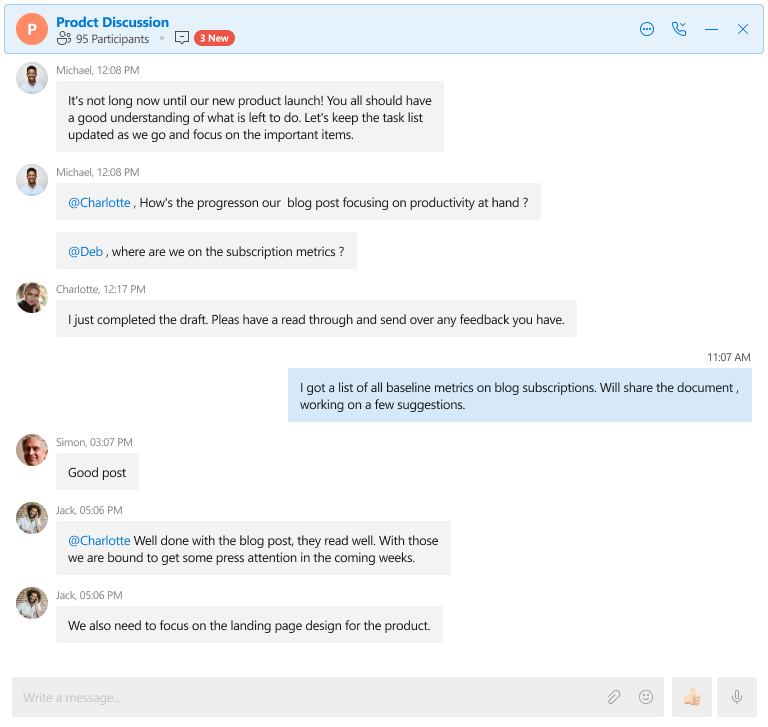 P
Prodct Discussion
95 Participants
3 New
Michael, 12:08 PM
It's not long now until our new product launch! You all should have
a good understanding of what is left to do. Let's keep the task list
updated as we go and focus on the important items.
Michael, 12:08 PM
@Charlotte , How's the progresson our  blog post focusing on productivity at hand ?
@Deb , where are we on the subscription metrics ?
Charlotte, 12:17 PM
I just completed the draft. Pleas have a read through and send over any feedback you have.
11:07 AM
I got a list of all baseline metrics on blog subscriptions. Will share the document ,
working on a few suggestions.
Simon, 03:07 PM
Good post
Jack, 05:06 PM
@Charlotte Well done with the blog post, they read well. With those
we are bound to get some press attention in the coming weeks.
Jack, 05:06 PM
We also need to focus on the landing page design for the product.
Write a message...